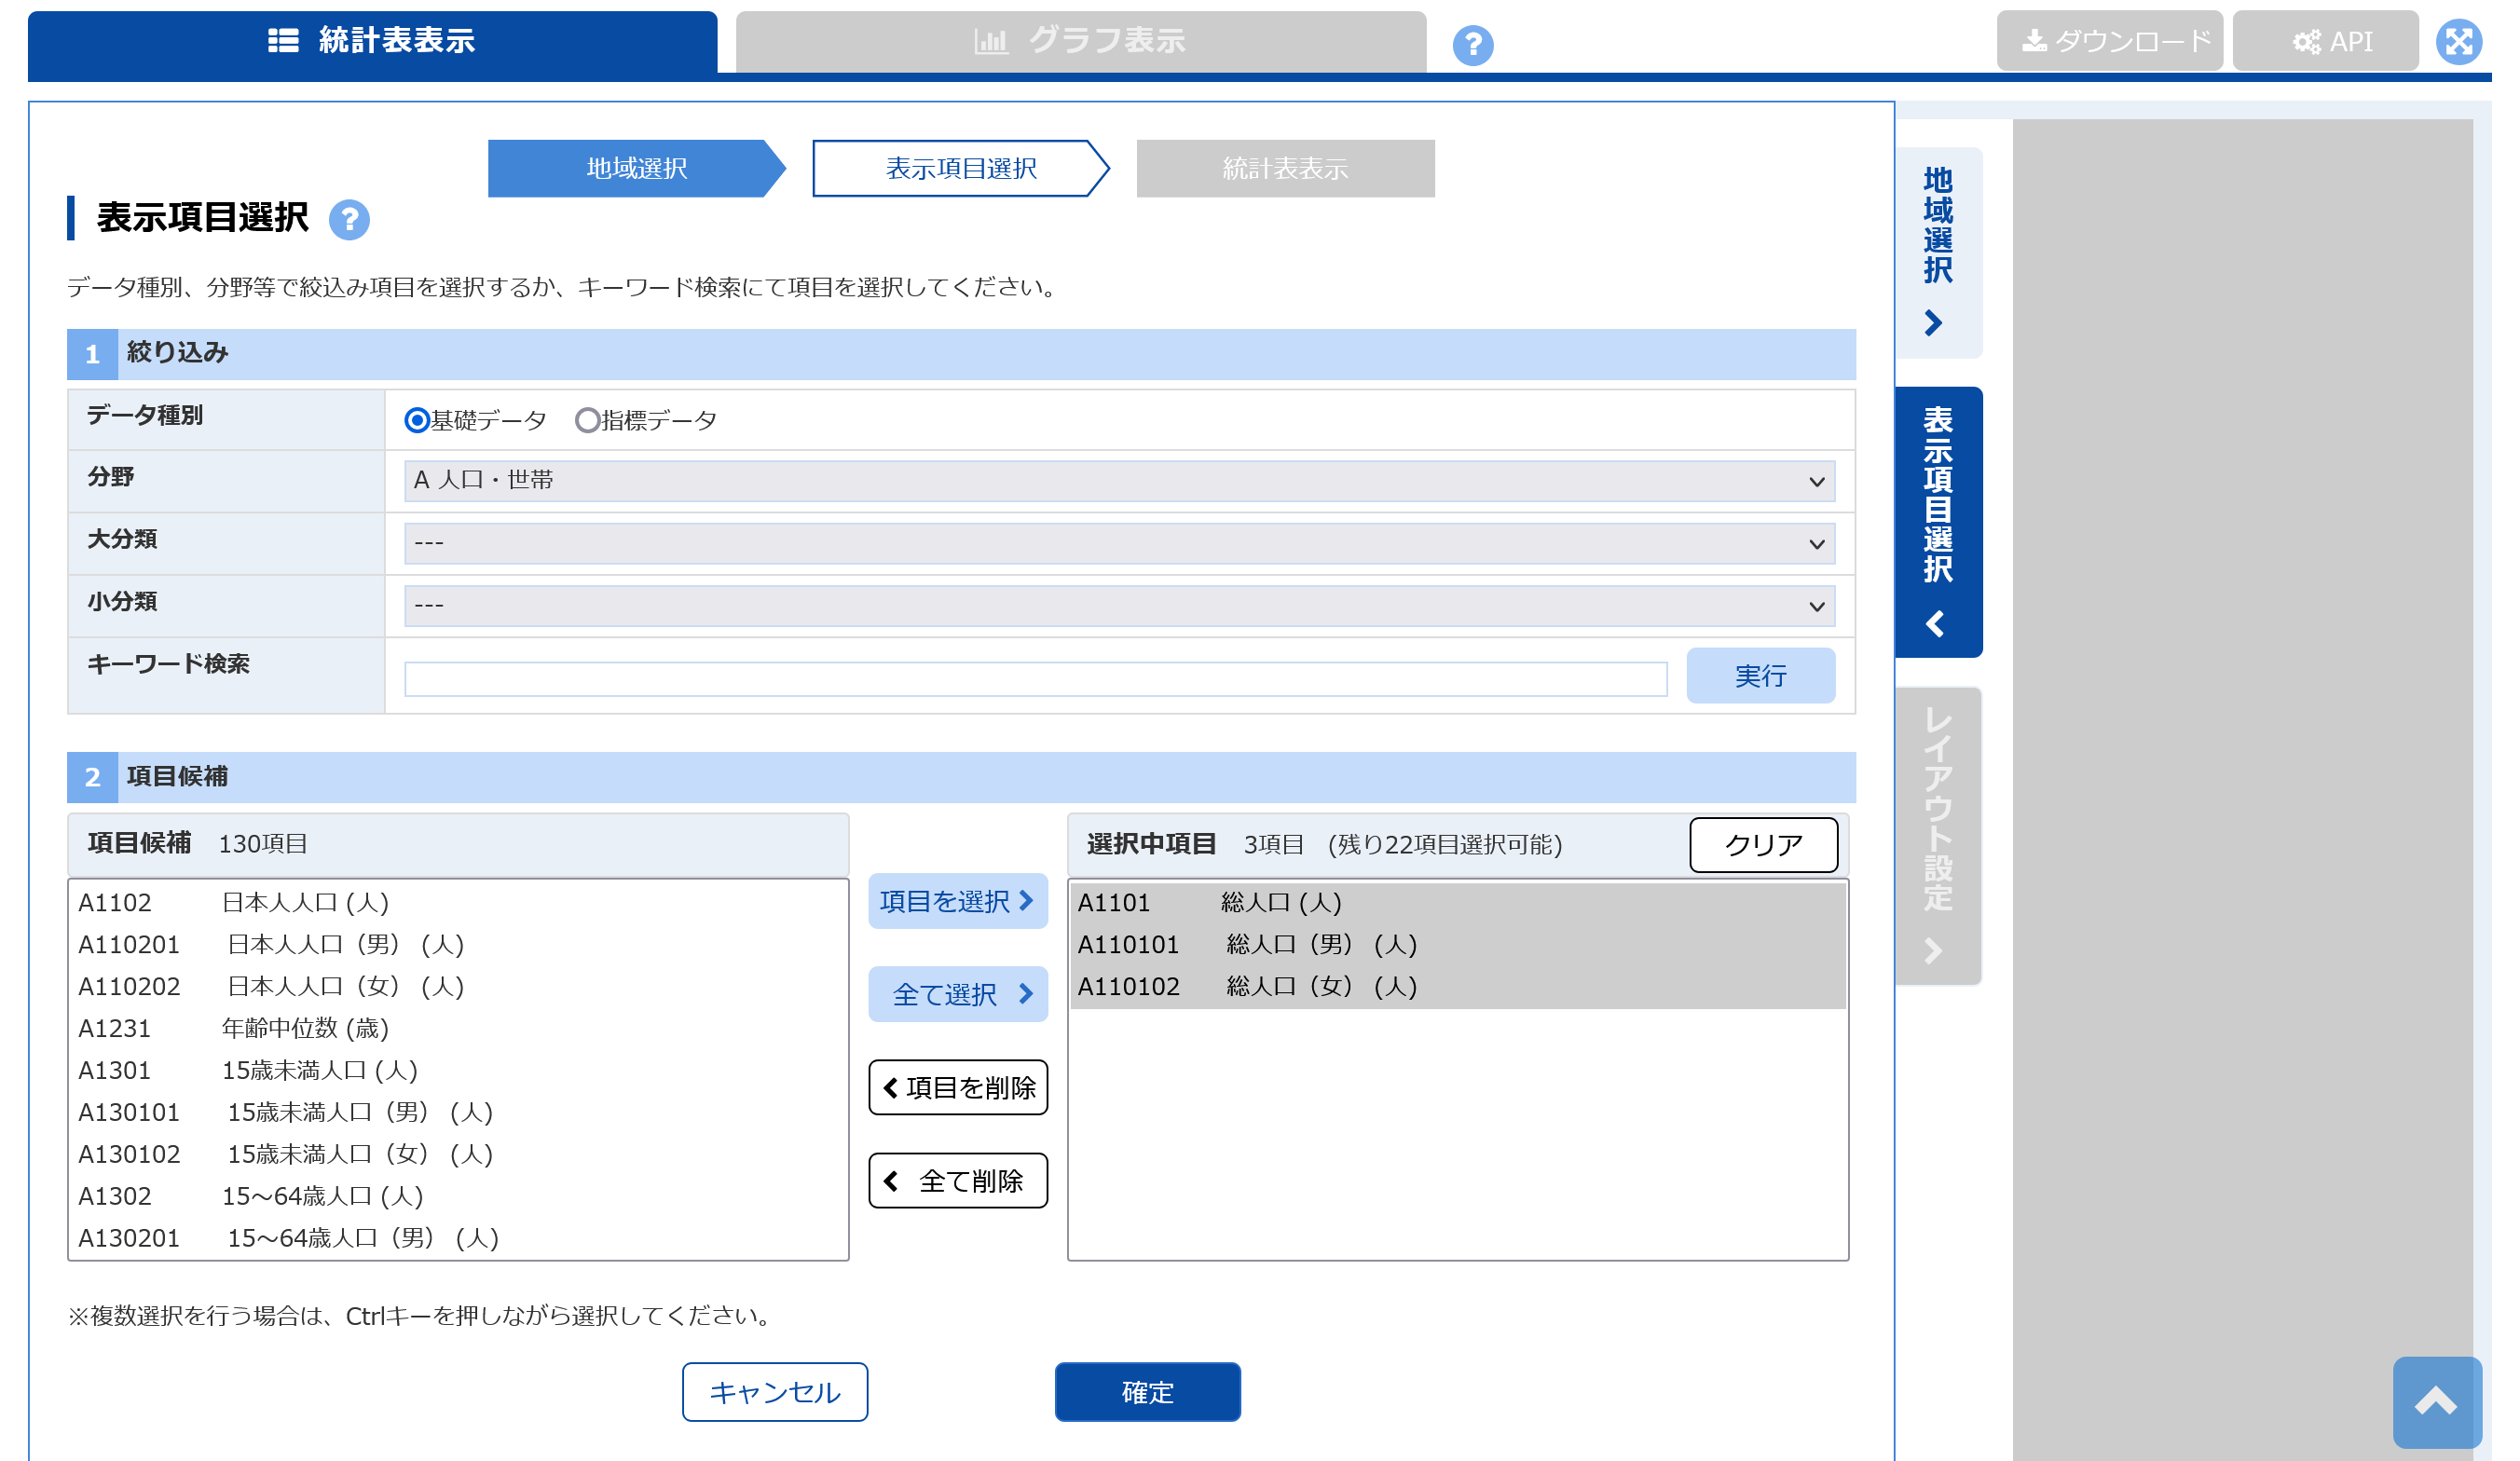 統計表表示
グラフ表示
?
ダウンロード
API
地域選択
表示項目選択
統計表表示
表示項目選択 ?
データ種別、分野等で絞込み項目を選択するか、キーワード検索にて項目を選択してください。
1 絞り込み
データ種別 基礎データ 指標データ
分野 A 人口・世帯
大分類 ---
小分類 ---
キーワード検索 実行
2 項目候補
項目候補 130項目
A1102 日本人人口 (人)
A110201 日本人人口（男） (人)
A110202 日本人人口（女） (人)
A1231 年齢中位数 (歳)
A1301 15歳未満人口 (人)
A130101 15歳未満人口（男） (人)
A130102 15歳未満人口（女） (人)
A1302 15～64歳人口 (人)
A130201 15～64歳人口（男） (人)
項目を選択
全て選択
項目を削除
全て削除
選択中項目 3項目 (残り22項目選択可能) クリア
A1101 総人口 (人)
A110101 総人口（男） (人)
A110102 総人口（女） (人)
※複数選択を行う場合は、Ctrlキーを押しながら選択してください。
キャンセル
確定
地域選択
表示項目選択
レイアウト設定